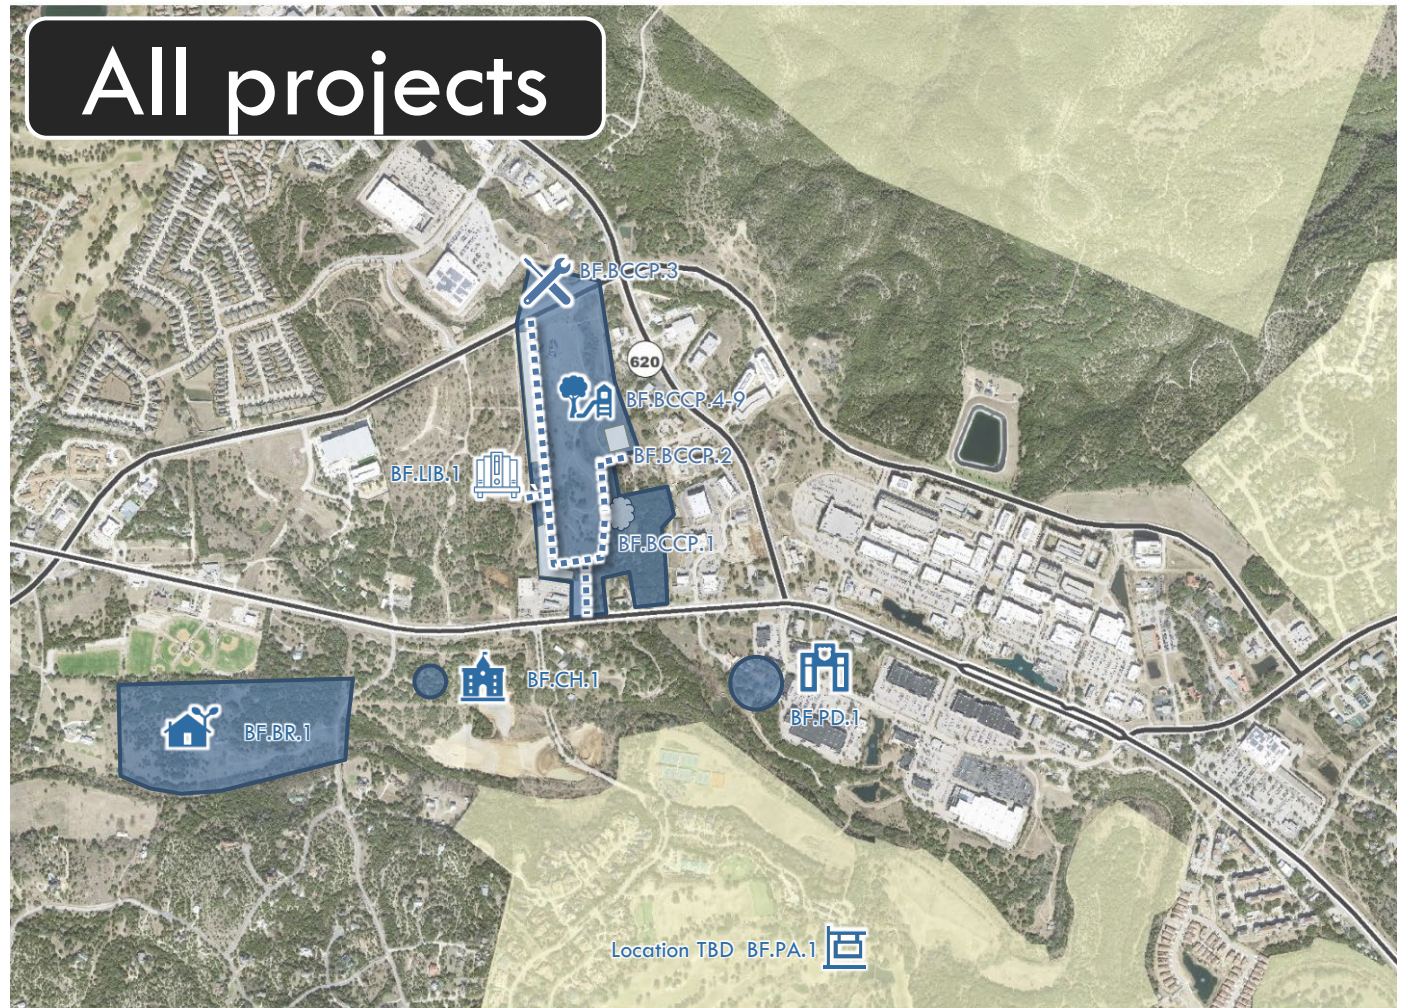 All projects
BF.BCCP.3
620
BF.BCCP.4-9
BF.BCCP.2
BF.LIB.1
BF.BCCP.1
BF.CH.1
BF.PD.1
BF.BR.1
Location TBD BF.PA.1